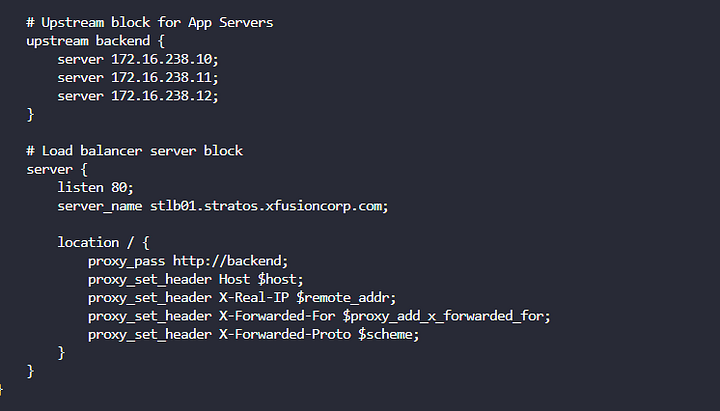 # Upstream block for App Servers
upstream backend {
    server 172.16.238.10;
    server 172.16.238.11;
    server 172.16.238.12;
}

# Load balancer server block
server {
    listen 80;
    server_name stlb01.stratos.xfusioncorp.com;

    location / {
        proxy_pass http://backend;
        proxy_set_header Host $host;
        proxy_set_header X-Real-IP $remote_addr;
        proxy_set_header X-Forwarded-For $proxy_add_x_forwarded_for;
        proxy_set_header X-Forwarded-Proto $scheme;
    }
}
}